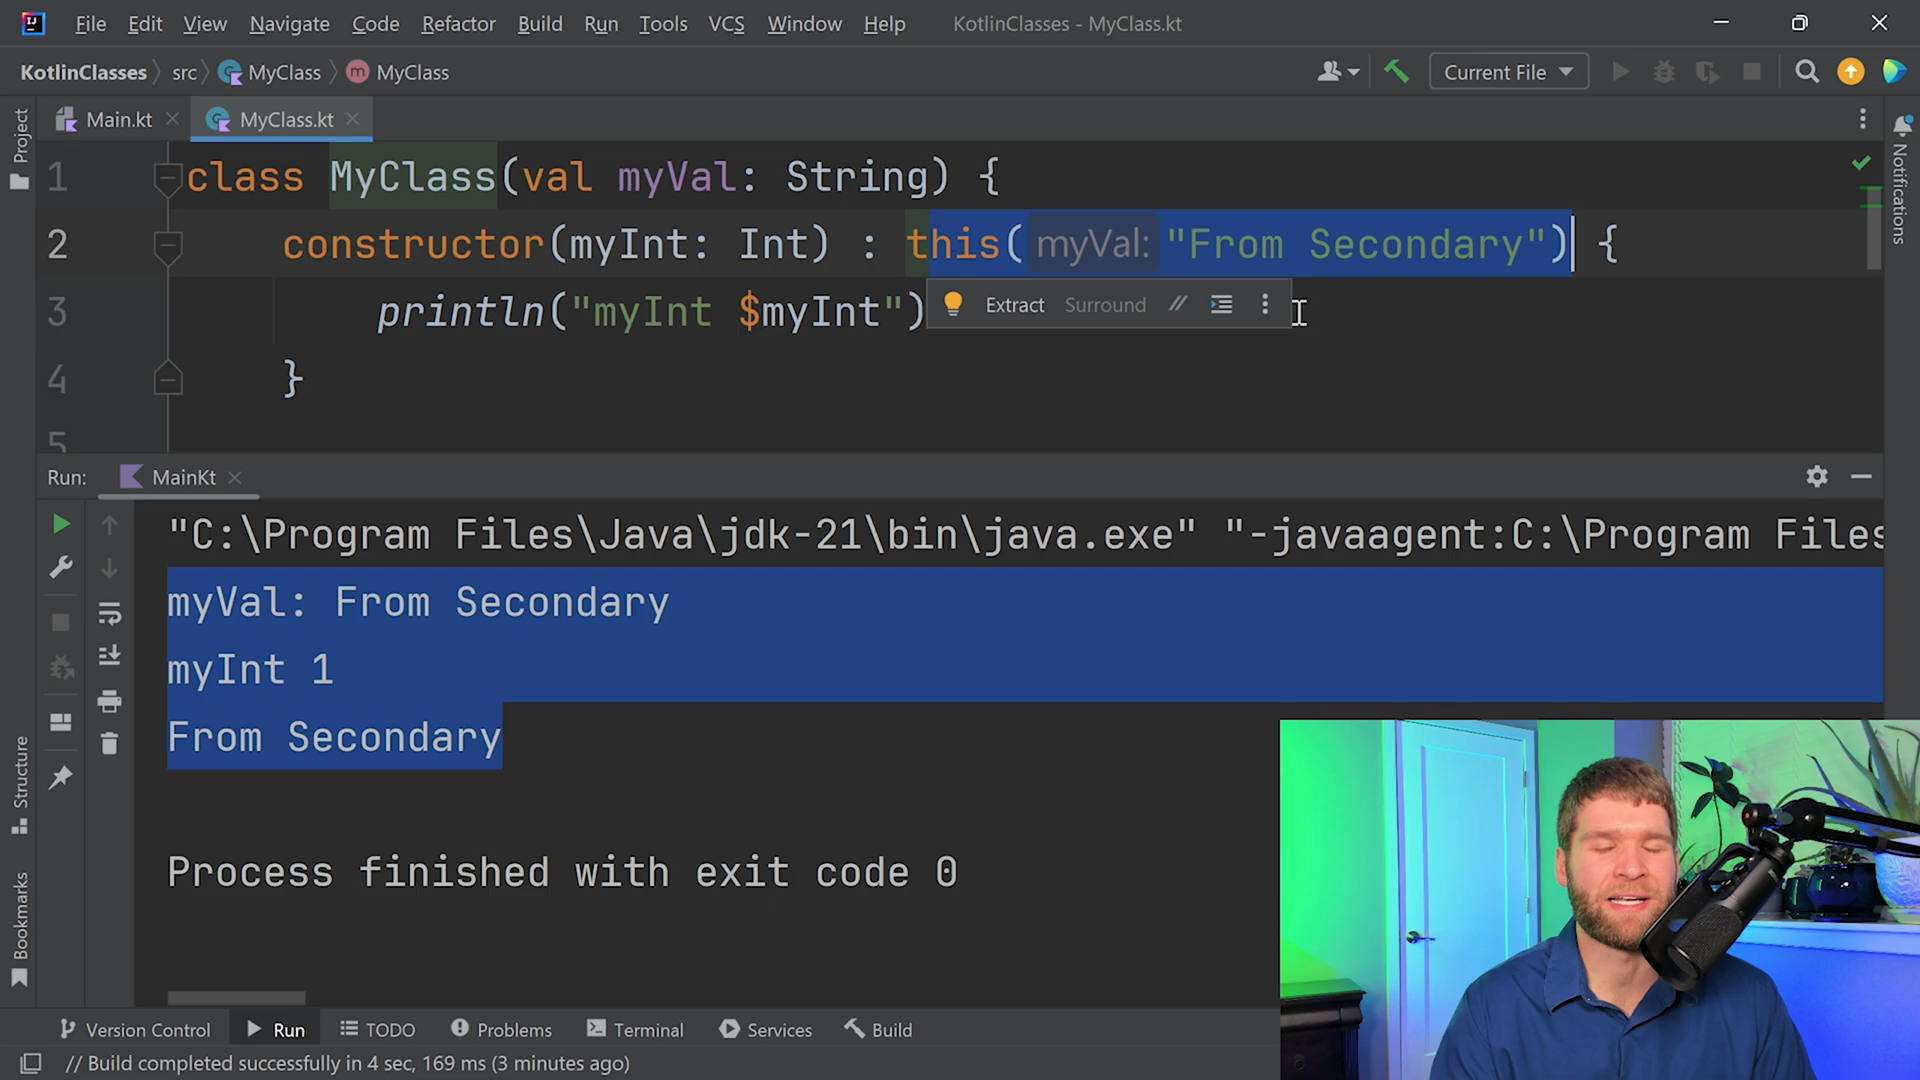 File Edit View Navigate Code Refactor Build Run Tools VCS Window Help KotlinClasses - MyClass.kt
KotlinClasses src MyClass m MyClass Current File
Project
Main.kt MyClass.kt
Notifications
1 class MyClass(val myVal: String) {
2 constructor(myInt: Int) : this( myVal: "From Secondary") {
3 println("myInt $myInt")
Extract Surround //
4 }
5
Run: MainKt
"C:\Program Files\Java\jdk-21\bin\java.exe" "-javaagent:C:\Program Files
myVal: From Secondary
myInt 1
From Secondary
Structure
Process finished with exit code 0
Bookmarks
Version Control Run TODO Problems Terminal Services Build
// Build completed successfully in 4 sec, 169 ms (3 minutes ago)